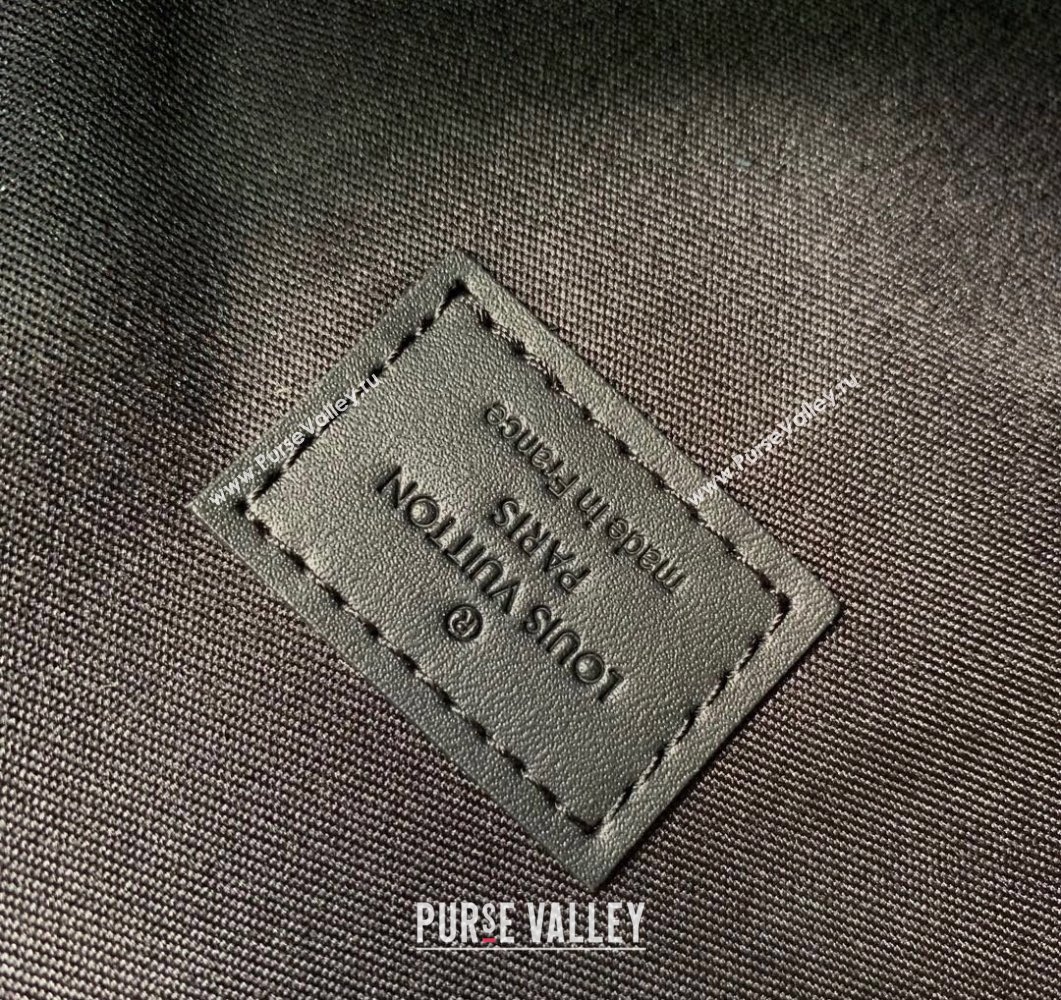 ®
LOUIS VUITTON
PARIS
made in France
www.PurseValley.ru
www.PurseValley.ru
PURSE VALLEY